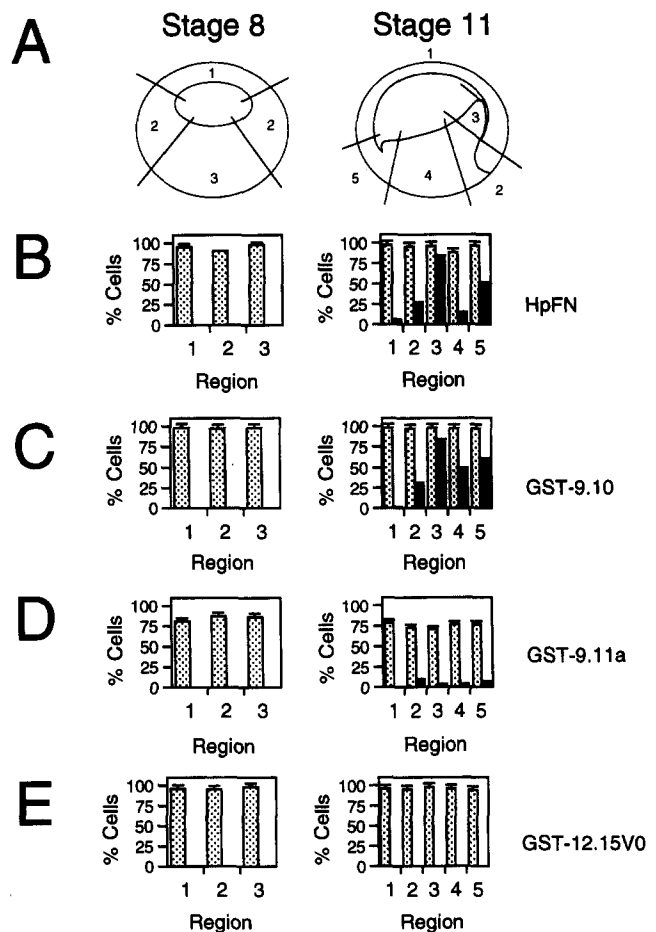 A
Stage 8
Stage 11
1
2
2
3
1
3
5
4
2
B
% Cells
100
75
50
25
0
1 2 3
Region
% Cells
100
75
50
25
0
1 2 3 4 5
Region
HpFN
C
% Cells
100
75
50
25
0
1 2 3
Region
% Cells
100
75
50
25
0
1 2 3 4 5
Region
GST-9.10
D
% Cells
100
75
50
25
0
1 2 3
Region
% Cells
100
75
50
25
0
1 2 3 4 5
Region
GST-9.11a
E
% Cells
100
75
50
25
0
1 2 3
Region
% Cells
100
75
50
25
0
1 2 3 4 5
Region
GST-12.15V0